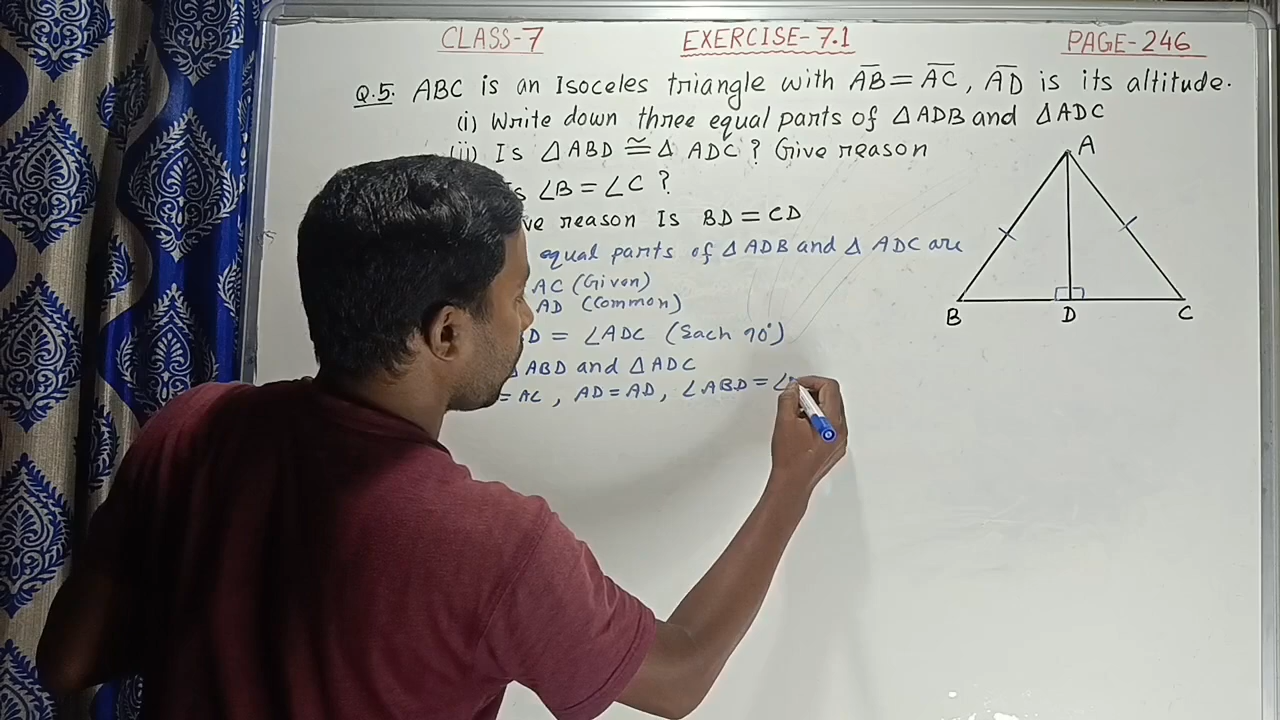 CLASS-7 EXERCISE-7.1 PAGE-246
Q.5. ABC is an Isoceles triangle with AB = AC, AD is its altitude.
(i) Write down three equal parts of △ADB and △ADC
(ii) Is △ABD ≅ △ ADC ? Give reason
∠B = ∠C ?
reason Is BD = CD
equal parts of △ADB and △ ADC are
AC (Given)
AD (Common)
D = ∠ADC (Each 90°)
ABD and △ADC
= AC, AD = AD, ∠ABD = ∠
A
B D C